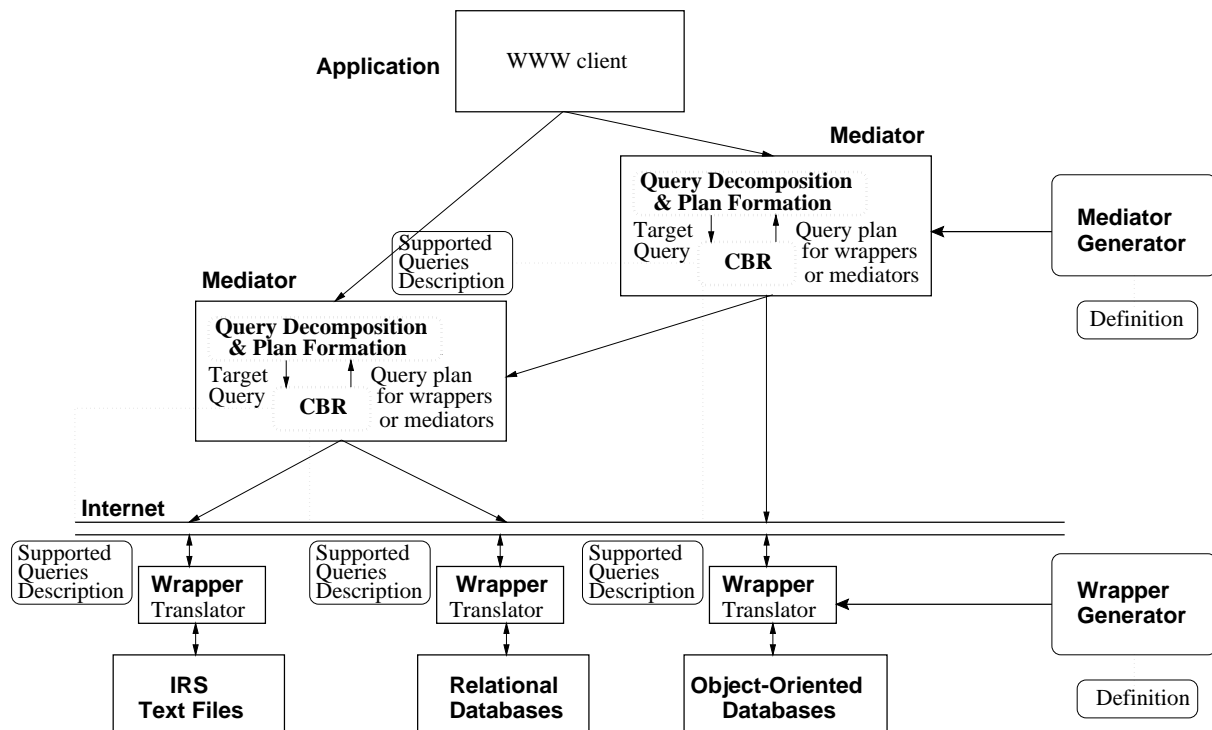 WWW client
Application
Mediator
Query Decomposition
& Plan Formation
Target
Query
CBR
Query plan
for wrappers
or mediators
Mediator
Generator
Definition
Supported
Queries
Description
Mediator
Query Decomposition
& Plan Formation
Target
Query
CBR
Query plan
for wrappers
or mediators
Internet
Supported
Queries
Description
Wrapper
Translator
Supported
Queries
Description
Wrapper
Translator
Supported
Queries
Description
Wrapper
Translator
Wrapper
Generator
Definition
IRS
Text Files
Relational
Databases
Object-Oriented
Databases